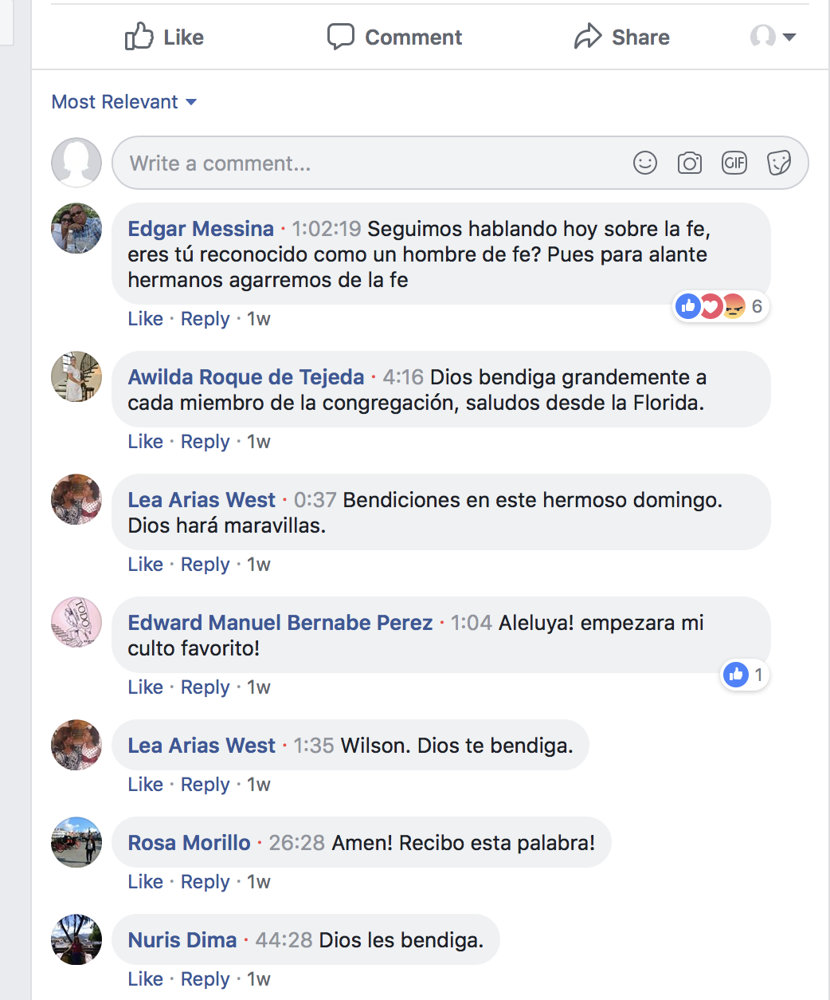 Like Comment Share
Most Relevant
Write a comment... GIF
Edgar Messina · 1:02:19 Seguimos hablando hoy sobre la fe,
eres tú reconocido como un hombre de fe? Pues para alante
hermanos agarremos de la fe
6
Like · Reply · 1w
Awilda Roque de Tejeda · 4:16 Dios bendiga grandemente a
cada miembro de la congregación, saludos desde la Florida.
Like · Reply · 1w
Lea Arias West · 0:37 Bendiciones en este hermoso domingo.
Dios hará maravillas.
Like · Reply · 1w
TODO
Edward Manuel Bernabe Perez · 1:04 Aleluya! empezara mi
culto favorito!
1
Like · Reply · 1w
Lea Arias West · 1:35 Wilson. Dios te bendiga.
Like · Reply · 1w
Rosa Morillo · 26:28 Amen! Recibo esta palabra!
Like · Reply · 1w
Nuris Dima · 44:28 Dios les bendiga.
Like · Reply · 1w